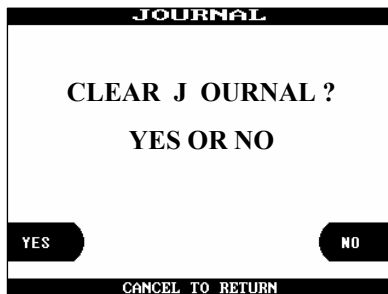 JOURNAL
CLEAR J OURNAL ?
YES OR NO
YES
NO
CANCEL TO RETURN